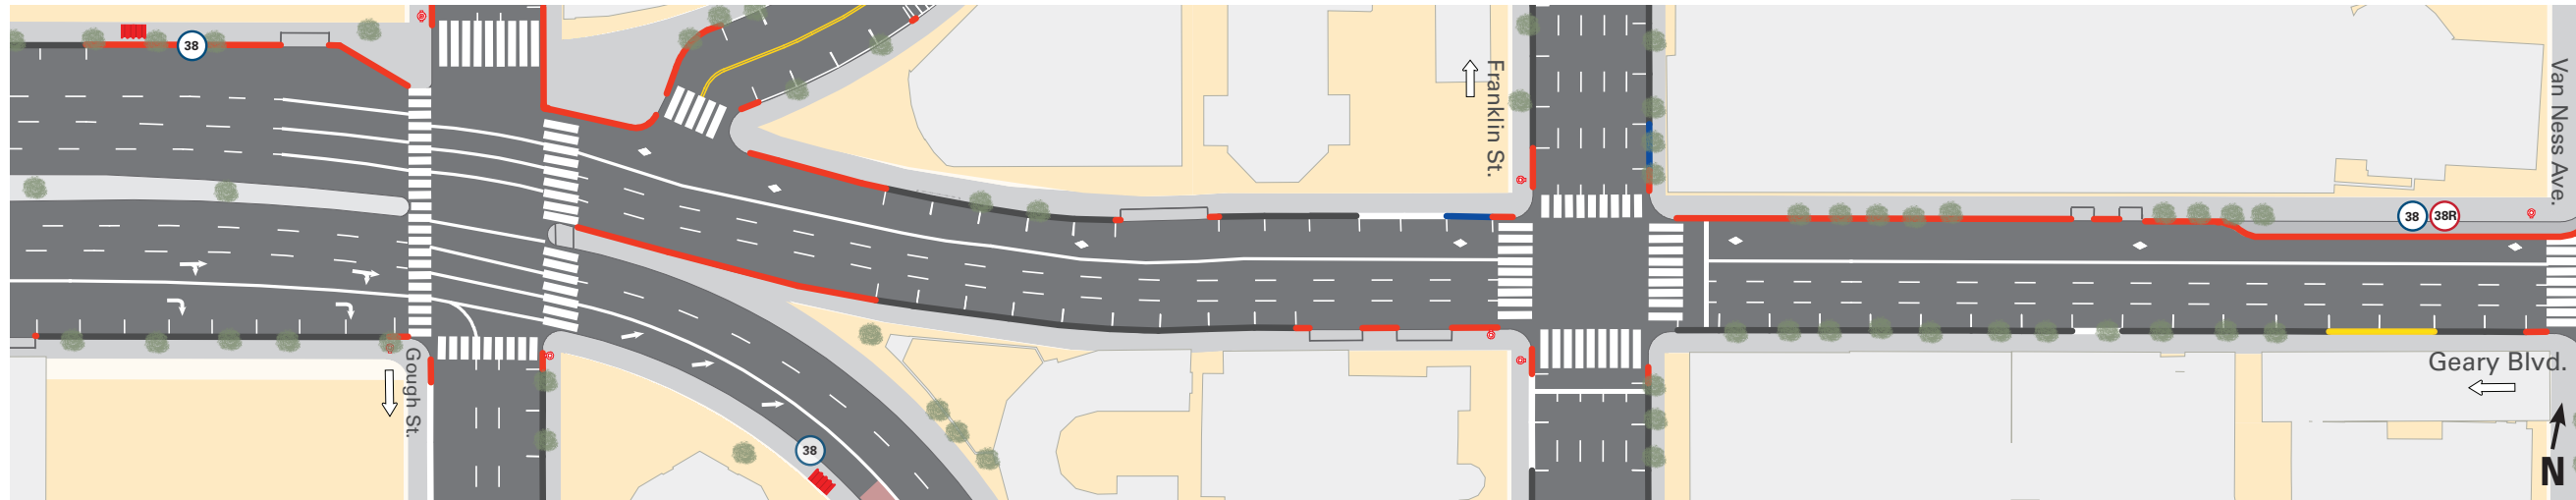 38
Franklin St.
Van Ness Ave.
38
38R
Gough St.
Geary Blvd.
38
N